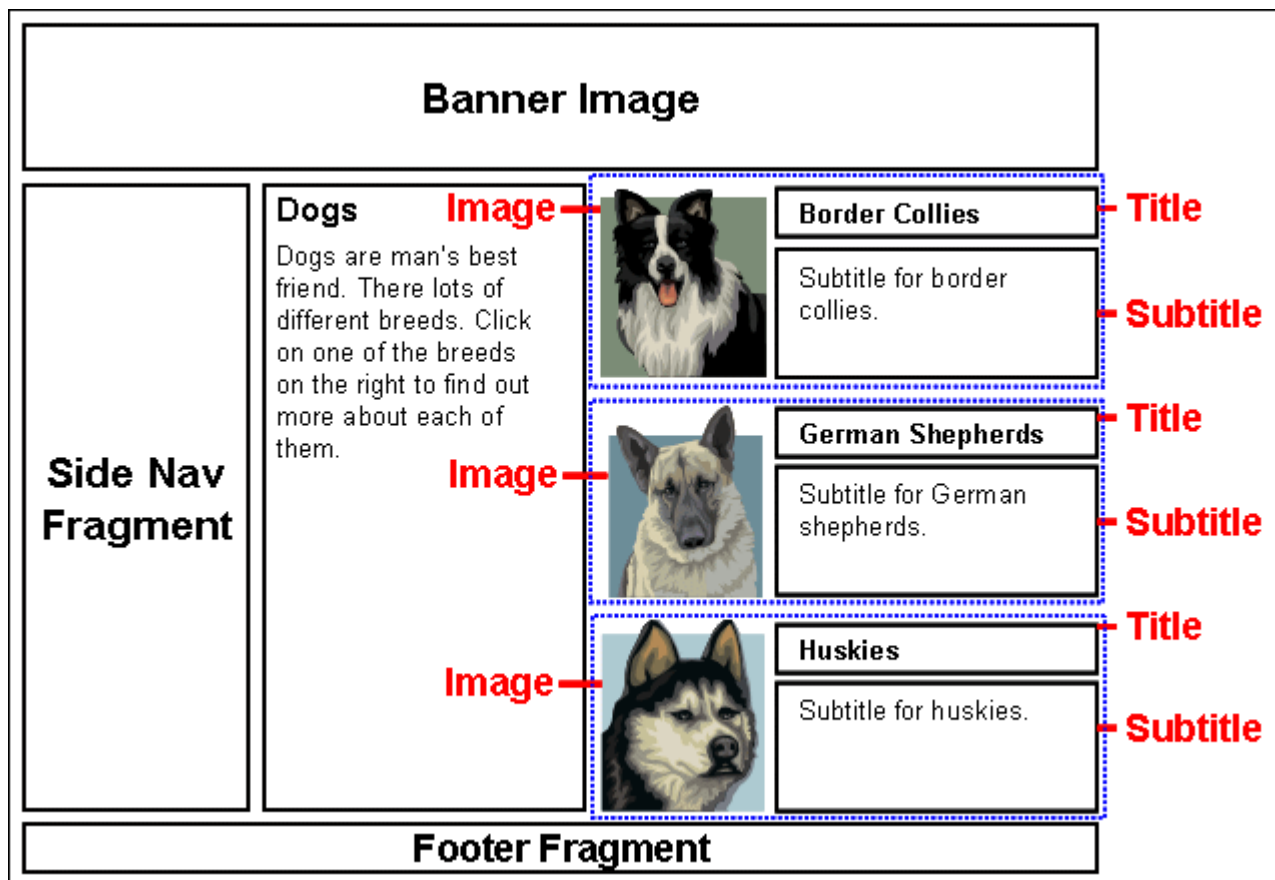 Banner Image
Side Nav
Fragment
Dogs
Dogs are man's best
friend. There lots of
different breeds. Click
on one of the breeds
on the right to find out
more about each of
them.
Image
Border Collies
Title
Subtitle for border
collies.
Subtitle
Image
German Shepherds
Title
Subtitle for German
shepherds.
Subtitle
Image
Huskies
Title
Subtitle for huskies.
Subtitle
Footer Fragment